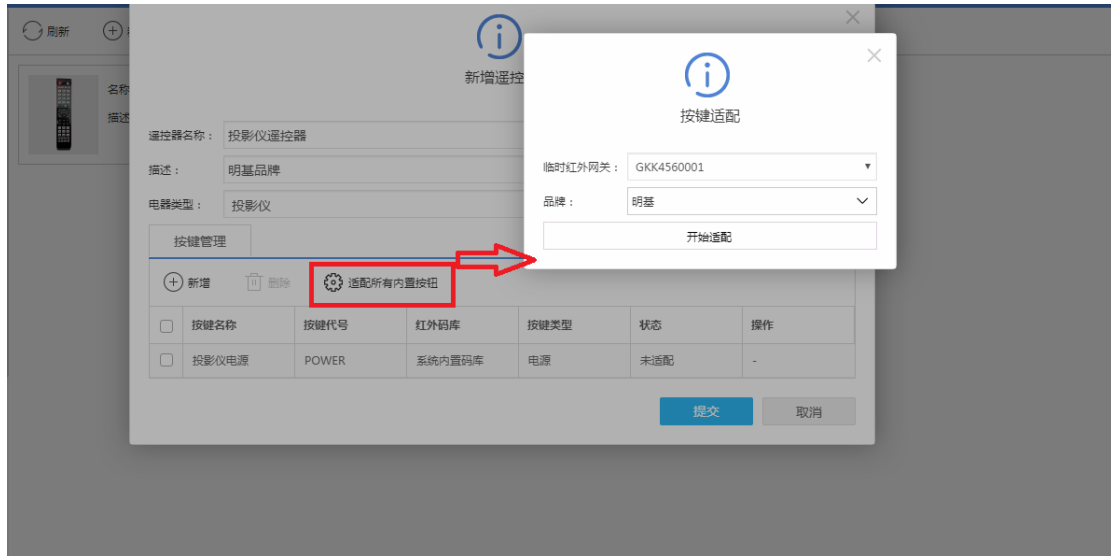 刷新
名称
描述
新增遥控
遥控器名称： 投影仪遥控器
描述： 明基品牌
电器类型： 投影仪
按键管理
新增 删除 适配所有内置按钮
按键名称 按键代号 红外码库 按键类型 状态 操作
投影仪电源 POWER 系统内置码库 电源 未适配 -
提交 取消
按键适配
临时红外网关： GKK4560001
品牌： 明基
开始适配